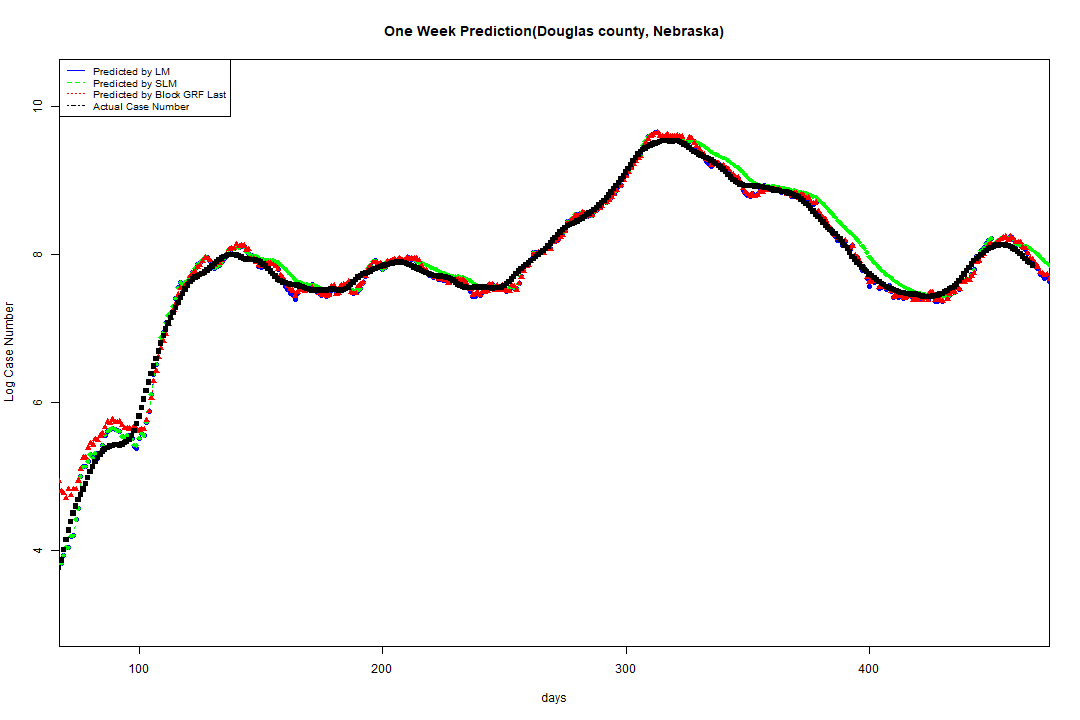 One Week Prediction(Douglas county, Nebraska)
Predicted by LM
Predicted by SLM
Predicted by Block GRF Last
Actual Case Number
10
8
6
4
Log Case Number
100
200
300
400
days